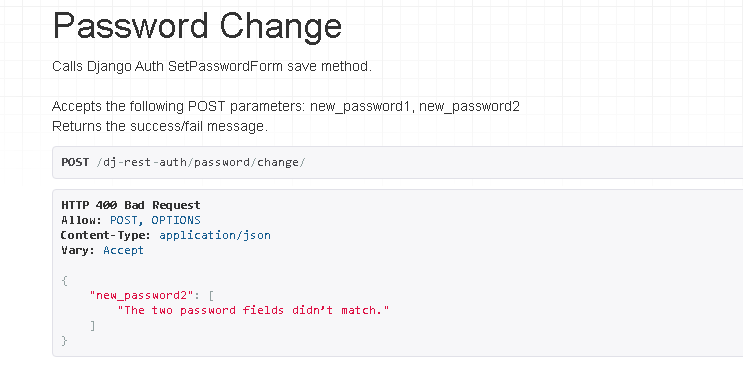 Password Change
Calls Django Auth SetPasswordForm save method.
Accepts the following POST parameters: new_password1, new_password2
Returns the success/fail message.
POST /dj-rest-auth/password/change/
HTTP 400 Bad Request
Allow: POST, OPTIONS
Content-Type: application/json
Vary: Accept
{
    "new_password2": [
        "The two password fields didn’t match."
    ]
}